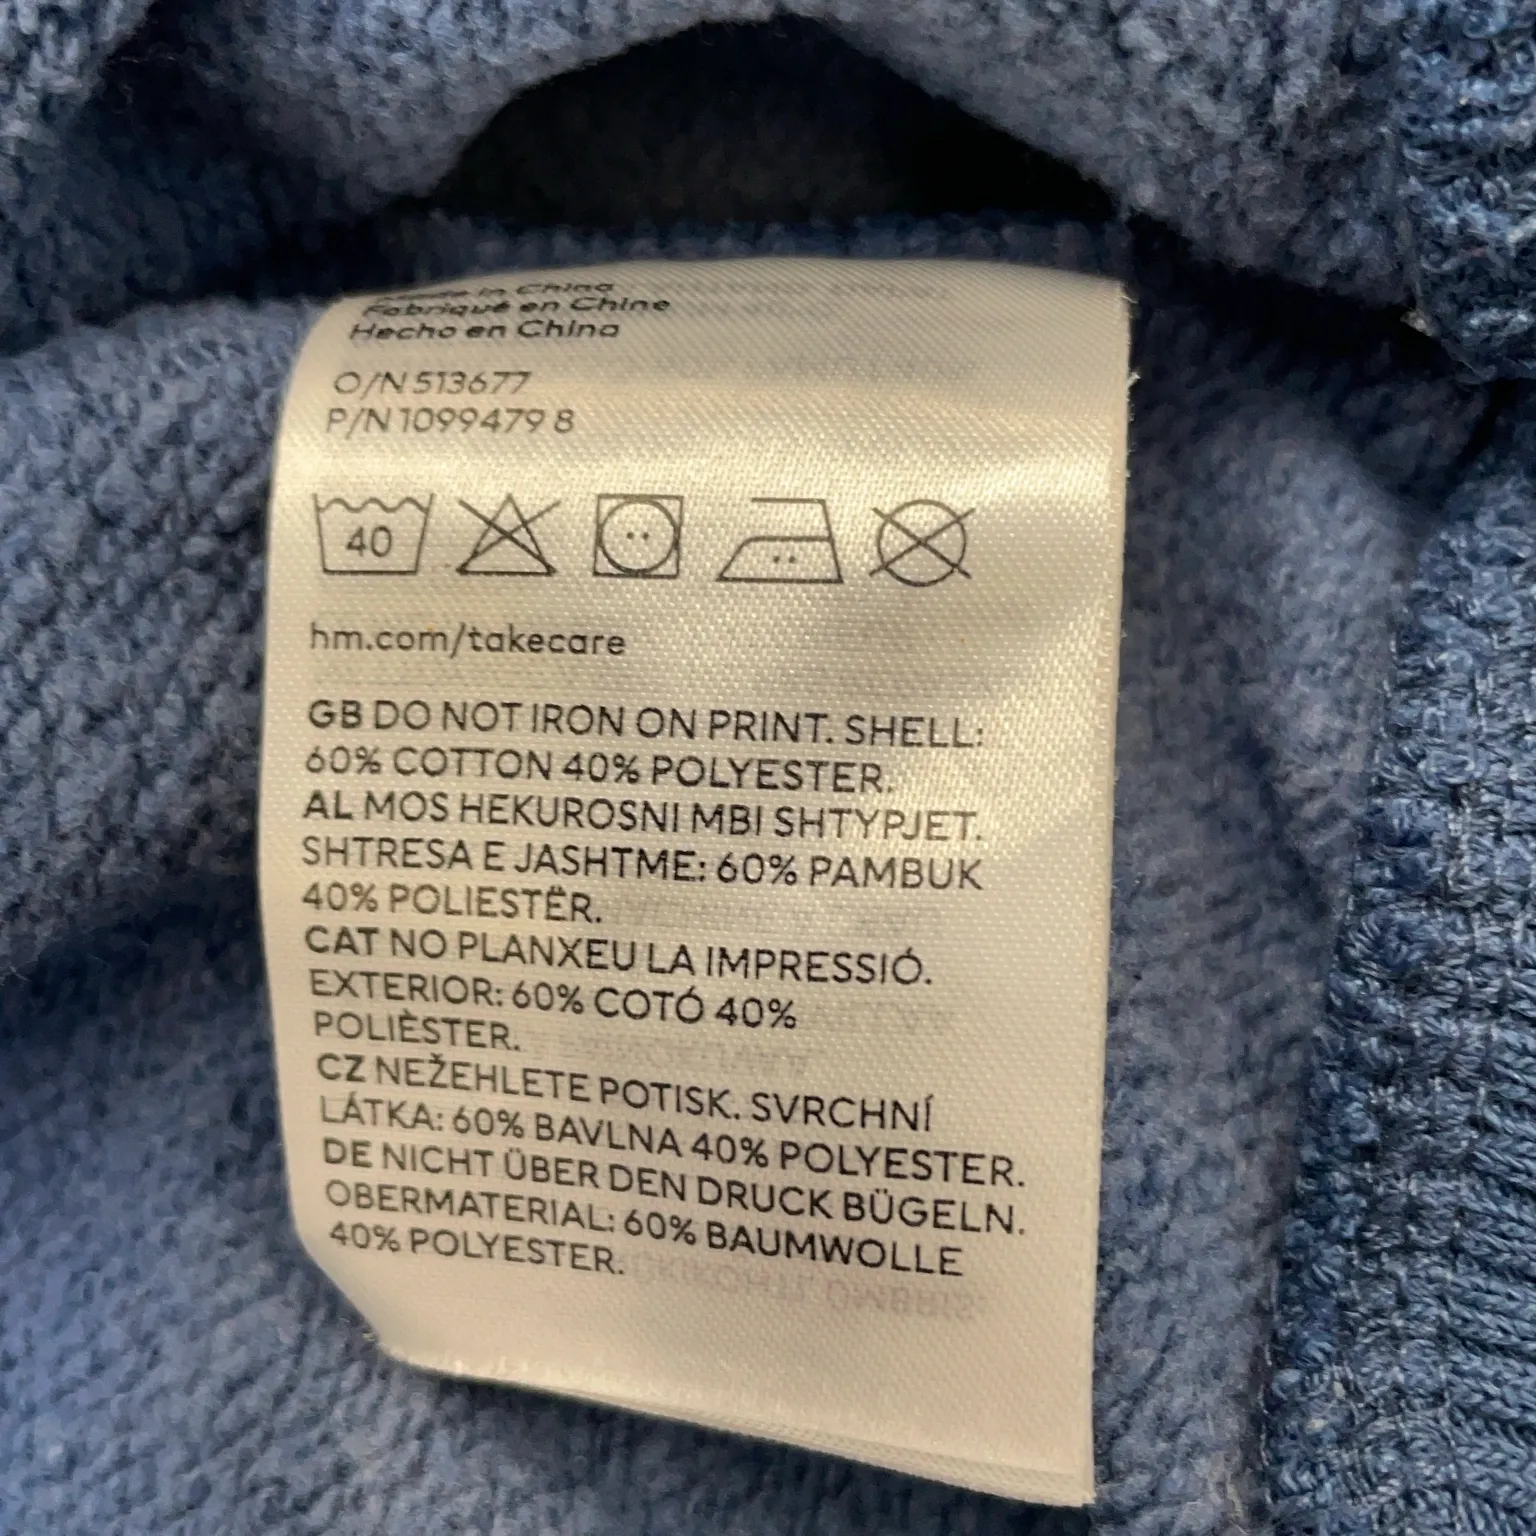 Made in China
Fabriqué en Chine
Hecho en China
O/N 513677
P/N 1099479 8
40
hm.com/takecare
GB DO NOT IRON ON PRINT. SHELL:
60% COTTON 40% POLYESTER.
AL MOS HEKUROSNI MBI SHTYPJET.
SHTRESA E JASHTME: 60% PAMBUK
40% POLIESTËR.
CAT NO PLANXEU LA IMPRESSIÓ.
EXTERIOR: 60% COTÓ 40%
POLIÈSTER.
CZ NEŽEHLETE POTISK. SVRCHNÍ
LÁTKA: 60% BAVLNA 40% POLYESTER.
DE NICHT ÜBER DEN DRUCK BÜGELN.
OBERMATERIAL: 60% BAUMWOLLE
40% POLYESTER.